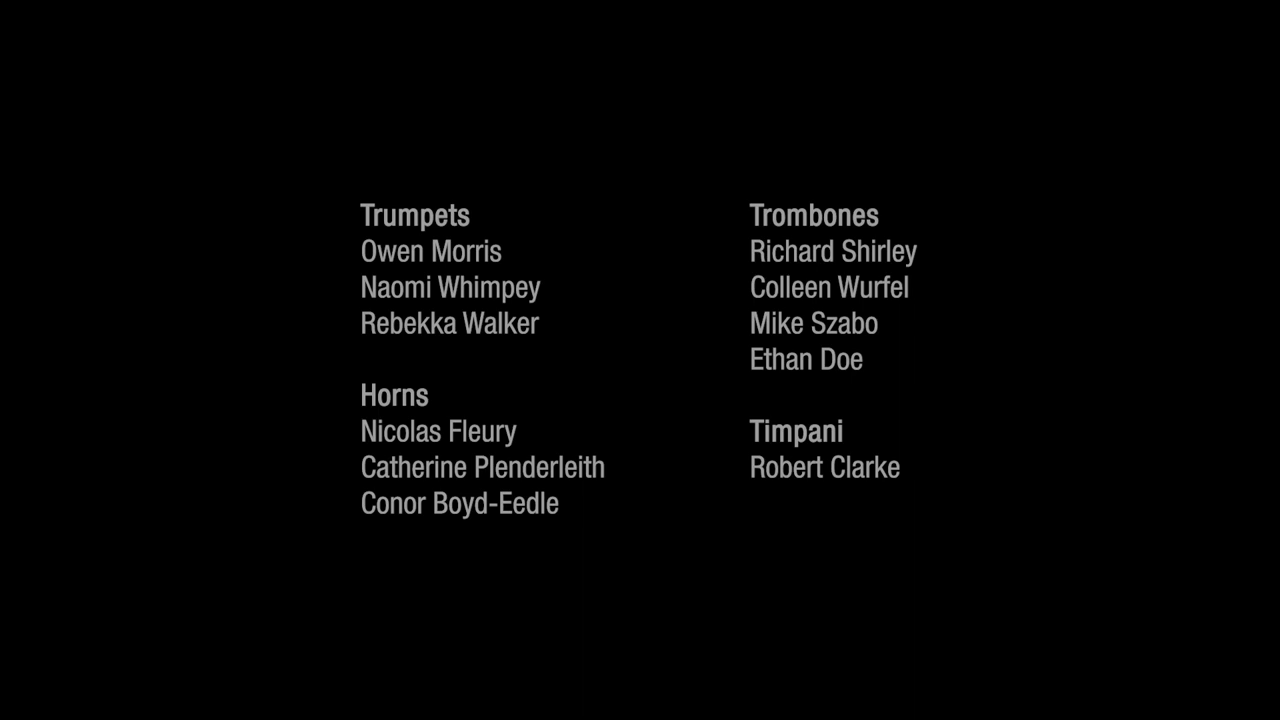 Trumpets
Owen Morris
Naomi Whimpey
Rebekka Walker
Horns
Nicolas Fleury
Catherine Plenderleith
Conor Boyd-Eedle
Trombones
Richard Shirley
Colleen Wurfel
Mike Szabo
Ethan Doe
Timpani
Robert Clarke